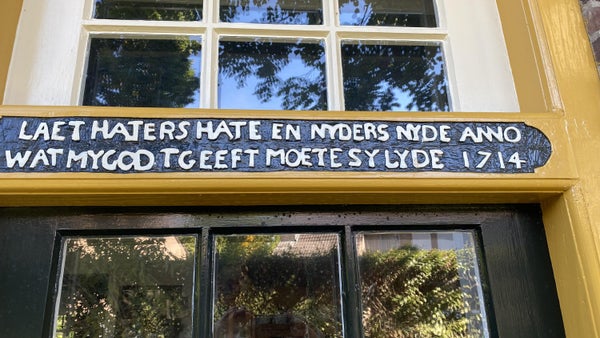 LAET HATERS HATE EN NYDERS NYDE ANNO
WAT MY GOD TGEEFT MOETE SY LYDE 1714